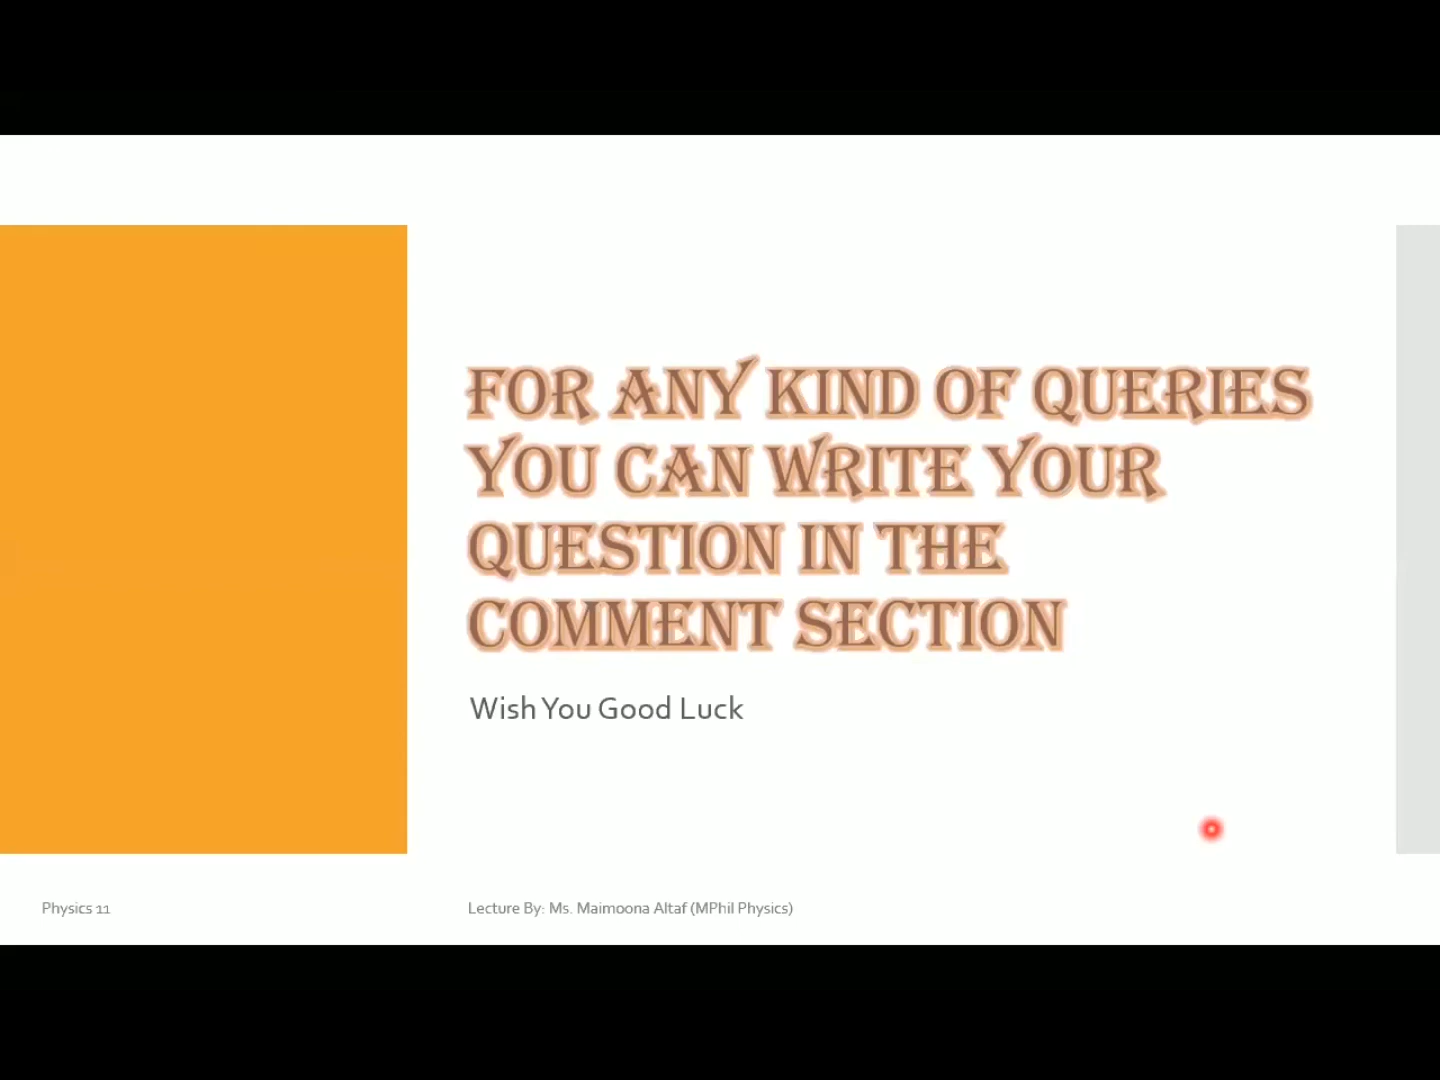 FOR ANY KIND OF QUERIES
YOU CAN WRITE YOUR
QUESTION IN THE
COMMENT SECTION
Wish You Good Luck
Physics 11
Lecture By: Ms. Maimoona Altaf (MPhil Physics)